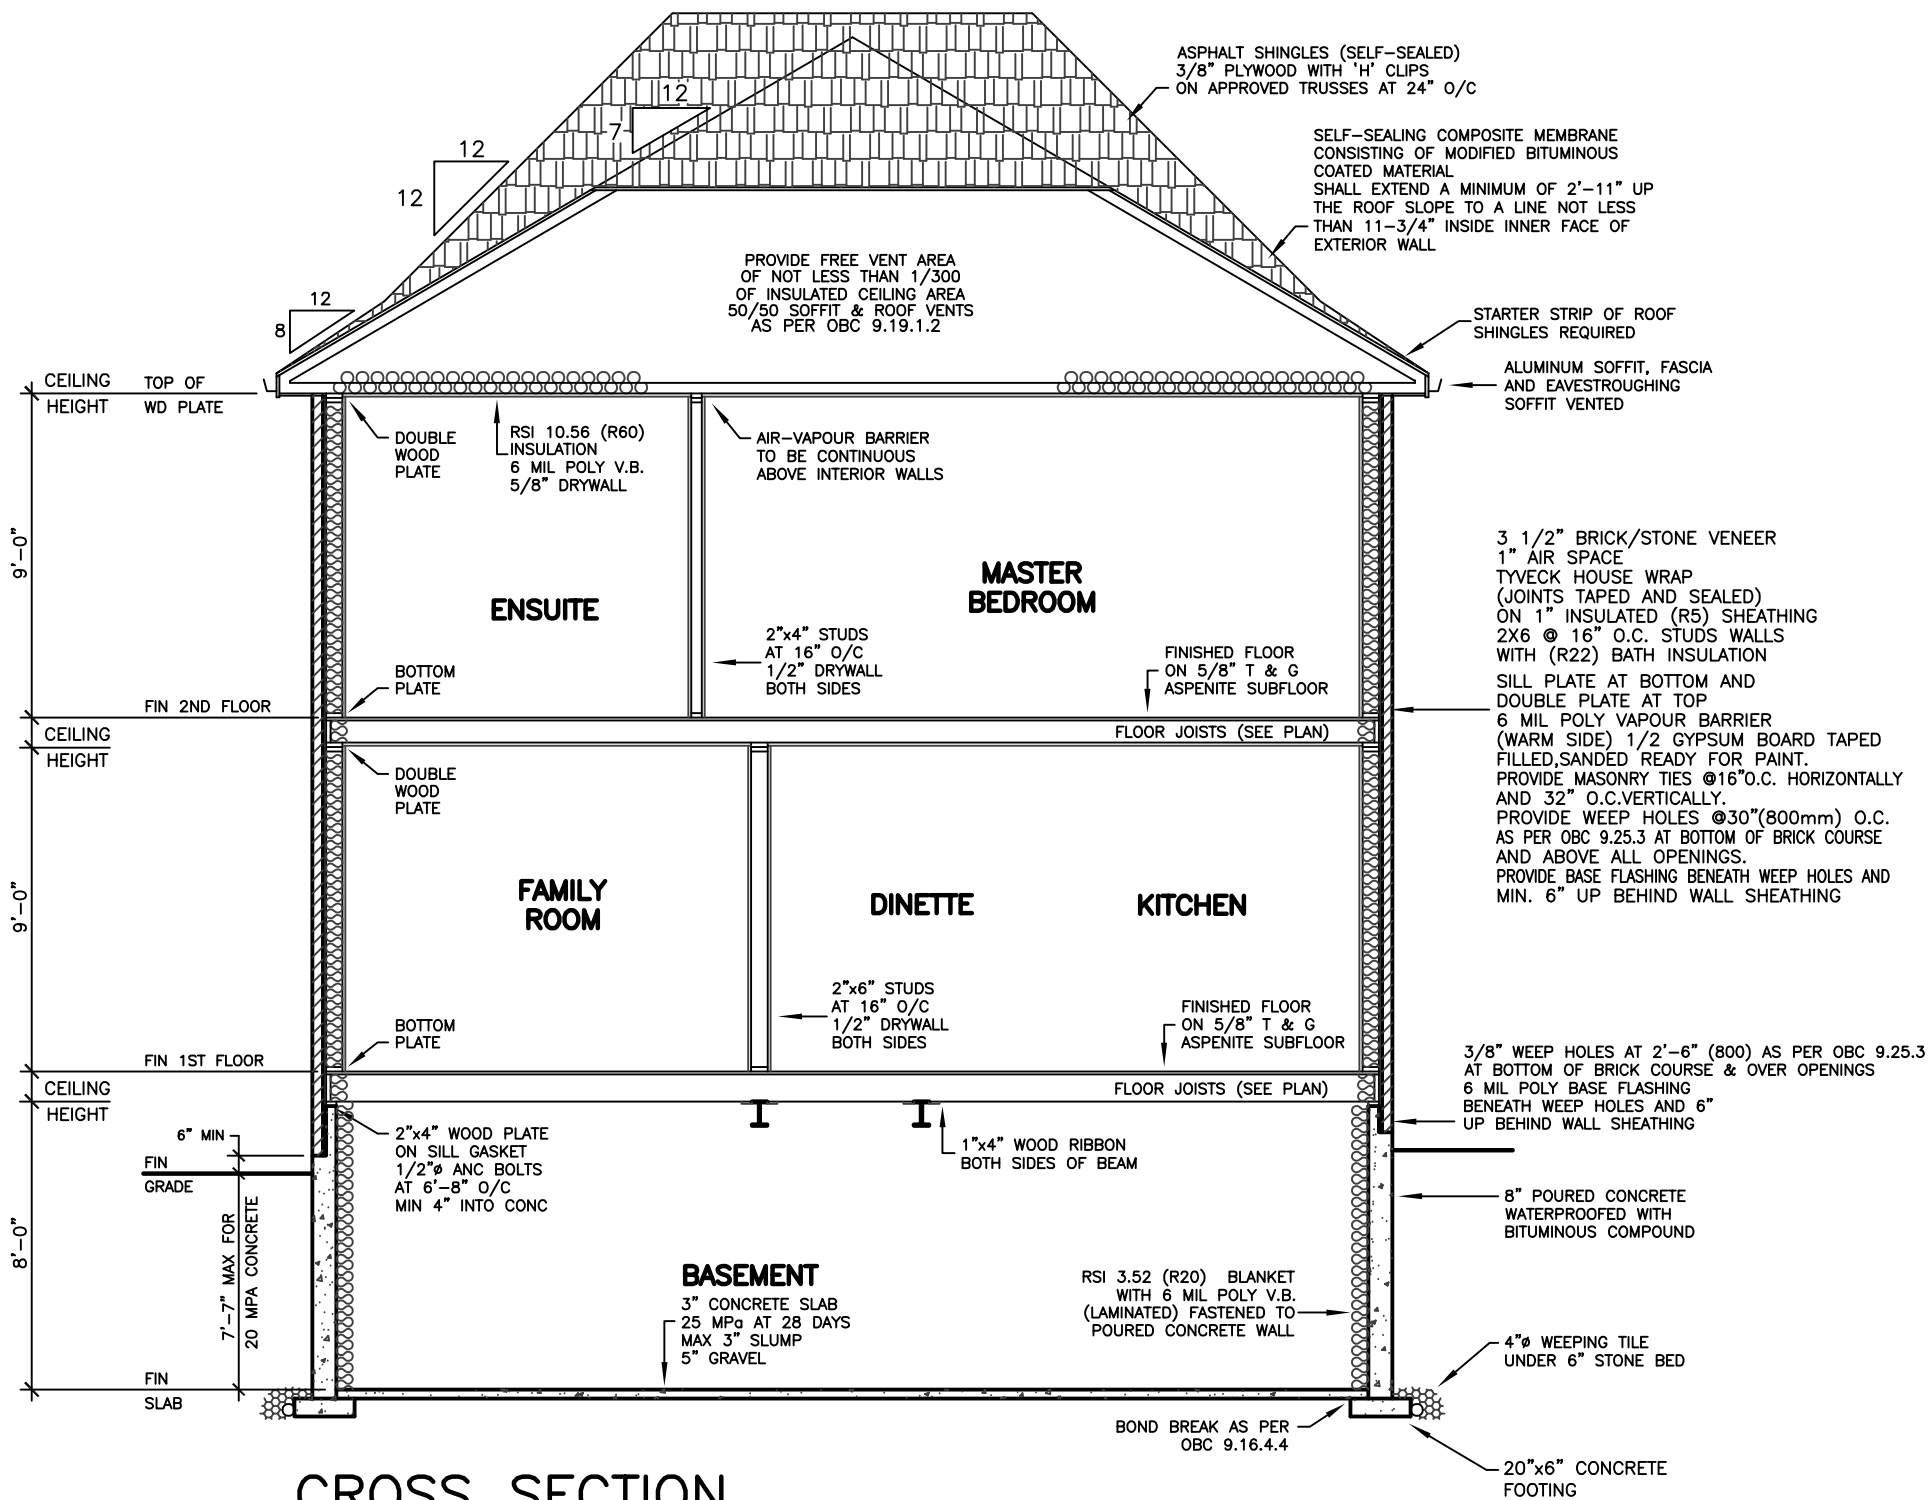 ASPHALT SHINGLES (SELF-SEALED)
3/8" PLYWOOD WITH 'H' CLIPS
ON APPROVED TRUSSES AT 24" O/C
12
7
12
12
12
8
SELF-SEALING COMPOSITE MEMBRANE
CONSISTING OF MODIFIED BITUMINOUS
COATED MATERIAL
SHALL EXTEND A MINIMUM OF 2'-11" UP
THE ROOF SLOPE TO A LINE NOT LESS
THAN 11-3/4" INSIDE INNER FACE OF
EXTERIOR WALL
PROVIDE FREE VENT AREA
OF NOT LESS THAN 1/300
OF INSULATED CEILING AREA
50/50 SOFFIT & ROOF VENTS
AS PER OBC 9.19.1.2
STARTER STRIP OF ROOF
SHINGLES REQUIRED
ALUMINUM SOFFIT, FASCIA
AND EAVESTROUGHING
SOFFIT VENTED
CEILING
HEIGHT
TOP OF
WD PLATE
DOUBLE
WOOD
PLATE
RSI 10.56 (R60)
INSULATION
6 MIL POLY V.B.
5/8" DRYWALL
AIR-VAPOUR BARRIER
TO BE CONTINUOUS
ABOVE INTERIOR WALLS
9'-0"
ENSUITE
MASTER
BEDROOM
2"x4" STUDS
AT 16" O/C
1/2" DRYWALL
BOTH SIDES
BOTTOM
PLATE
FINISHED FLOOR
ON 5/8" T & G
ASPENITE SUBFLOOR
3 1/2" BRICK/STONE VENEER
1" AIR SPACE
TYVECK HOUSE WRAP
(JOINTS TAPED AND SEALED)
ON 1" INSULATED (R5) SHEATHING
2X6 @ 16" O.C. STUDS WALLS
WITH (R22) BATH INSULATION
SILL PLATE AT BOTTOM AND
DOUBLE PLATE AT TOP
6 MIL POLY VAPOUR BARRIER
(WARM SIDE) 1/2 GYPSUM BOARD TAPED
FILLED,SANDED READY FOR PAINT.
PROVIDE MASONRY TIES @16"O.C. HORIZONTALLY
AND 32" O.C.VERTICALLY.
PROVIDE WEEP HOLES @30"(800mm) O.C.
AS PER OBC 9.25.3 AT BOTTOM OF BRICK COURSE
AND ABOVE ALL OPENINGS.
PROVIDE BASE FLASHING BENEATH WEEP HOLES AND
MIN. 6" UP BEHIND WALL SHEATHING
FIN 2ND FLOOR
CEILING
HEIGHT
FLOOR JOISTS (SEE PLAN)
DOUBLE
WOOD
PLATE
9'-0"
FAMILY
ROOM
DINETTE
KITCHEN
2"x6" STUDS
AT 16" O/C
1/2" DRYWALL
BOTH SIDES
BOTTOM
PLATE
FINISHED FLOOR
ON 5/8" T & G
ASPENITE SUBFLOOR
FIN 1ST FLOOR
CEILING
HEIGHT
FLOOR JOISTS (SEE PLAN)
3/8" WEEP HOLES AT 2'-6" (800) AS PER OBC 9.25.3
AT BOTTOM OF BRICK COURSE & OVER OPENINGS
6 MIL POLY BASE FLASHING
BENEATH WEEP HOLES AND 6"
UP BEHIND WALL SHEATHING
6" MIN
FIN
GRADE
2"x4" WOOD PLATE
ON SILL GASKET
1/2"ø ANC BOLTS
AT 6'-8" O/C
MIN 4" INTO CONC
1"x4" WOOD RIBBON
BOTH SIDES OF BEAM
8" POURED CONCRETE
WATERPROOFED WITH
BITUMINOUS COMPOUND
8'-0"
7'-7" MAX FOR
20 MPA CONCRETE
BASEMENT
3" CONCRETE SLAB
25 MPa AT 28 DAYS
MAX 3" SLUMP
5" GRAVEL
RSI 3.52 (R20) BLANKET
WITH 6 MIL POLY V.B.
(LAMINATED) FASTENED TO
POURED CONCRETE WALL
4"ø WEEPING TILE
UNDER 6" STONE BED
FIN
SLAB
BOND BREAK AS PER
OBC 9.16.4.4
20"x6" CONCRETE
FOOTING
CROSS SECTION